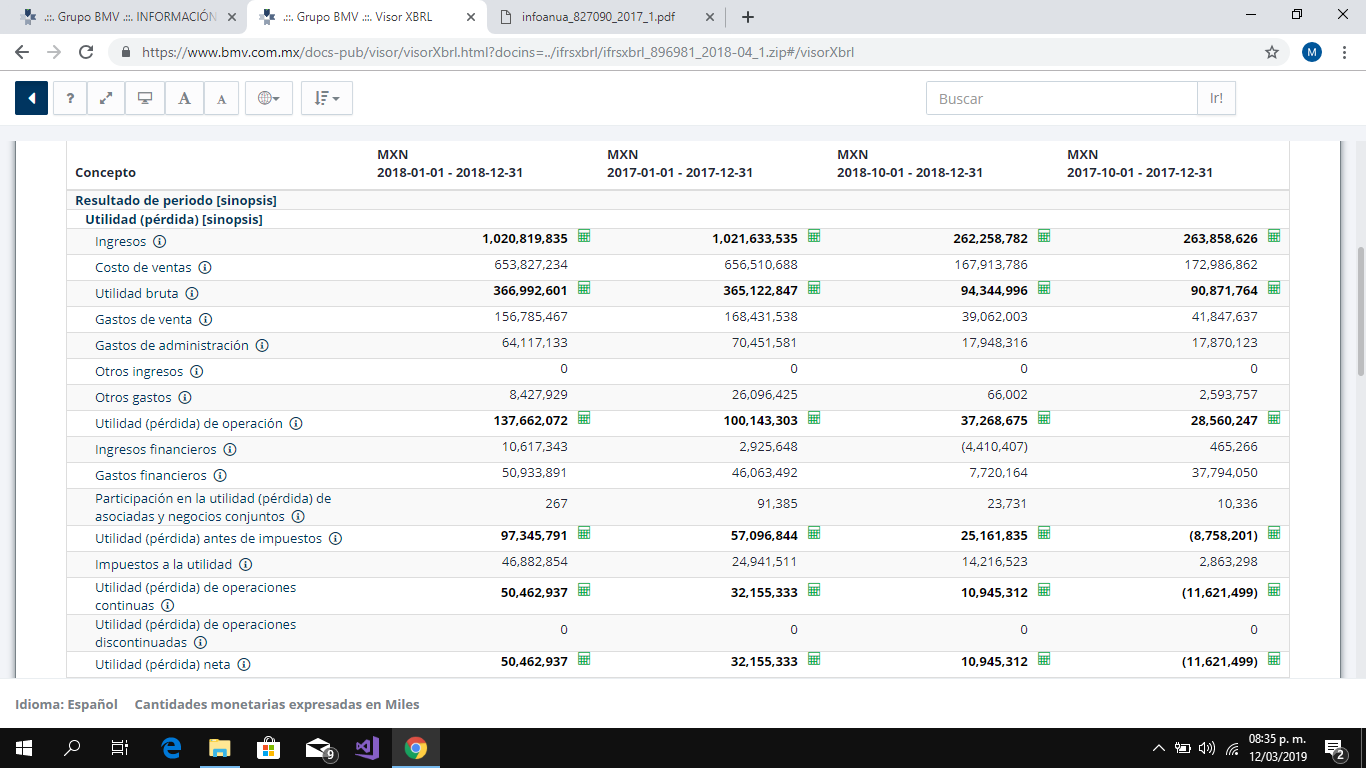 .::. Grupo BMV .::. INFORMACIÓN
.::. Grupo BMV .::. Visor XBRL
infoanua_827090_2017_1.pdf
https://www.bmv.com.mx/docs-pub/visor/visorXbrl.html?docins=../ifrsxbrl/ifrsxbrl_896981_2018-04_1.zip#/visorXbrl
M
? A A Buscar Ir!
MXN MXN MXN MXN
Concepto 2018-01-01 - 2018-12-31 2017-01-01 - 2017-12-31 2018-10-01 - 2018-12-31 2017-10-01 - 2017-12-31
Resultado de periodo [sinopsis]
Utilidad (pérdida) [sinopsis]
Ingresos 1,020,819,835 1,021,633,535 262,258,782 263,858,626
Costo de ventas 653,827,234 656,510,688 167,913,786 172,986,862
Utilidad bruta 366,992,601 365,122,847 94,344,996 90,871,764
Gastos de venta 156,785,467 168,431,538 39,062,003 41,847,637
Gastos de administración 64,117,133 70,451,581 17,948,316 17,870,123
Otros ingresos 0 0 0 0
Otros gastos 8,427,929 26,096,425 66,002 2,593,757
Utilidad (pérdida) de operación 137,662,072 100,143,303 37,268,675 28,560,247
Ingresos financieros 10,617,343 2,925,648 (4,410,407) 465,266
Gastos financieros 50,933,891 46,063,492 7,720,164 37,794,050
Participación en la utilidad (pérdida) de
asociadas y negocios conjuntos 267 91,385 23,731 10,336
Utilidad (pérdida) antes de impuestos 97,345,791 57,096,844 25,161,835 (8,758,201)
Impuestos a la utilidad 46,882,854 24,941,511 14,216,523 2,863,298
Utilidad (pérdida) de operaciones
continuas 50,462,937 32,155,333 10,945,312 (11,621,499)
Utilidad (pérdida) de operaciones
discontinuadas 0 0 0 0
Utilidad (pérdida) neta 50,462,937 32,155,333 10,945,312 (11,621,499)
Idioma: Español Cantidades monetarias expresadas en Miles
9
08:35 p. m.
12/03/2019
2